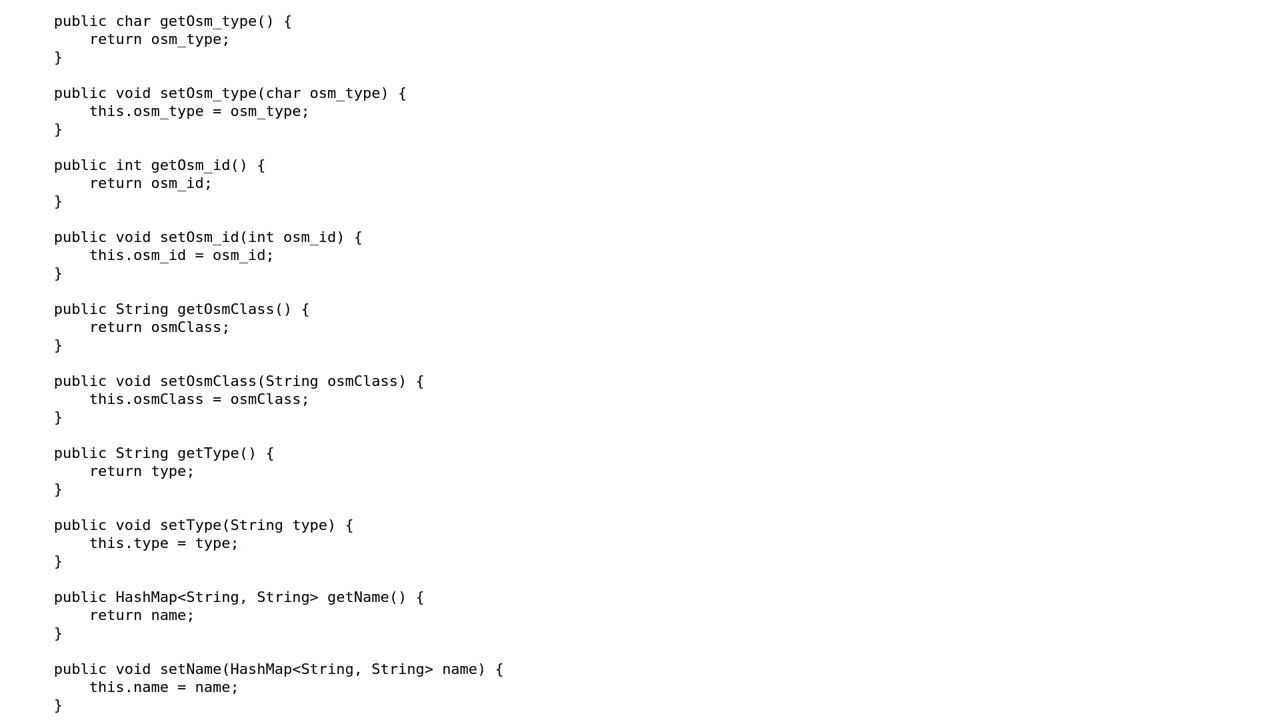 public char getOsm_type() {
    return osm_type;
}

public void setOsm_type(char osm_type) {
    this.osm_type = osm_type;
}

public int getOsm_id() {
    return osm_id;
}

public void setOsm_id(int osm_id) {
    this.osm_id = osm_id;
}

public String getOsmClass() {
    return osmClass;
}

public void setOsmClass(String osmClass) {
    this.osmClass = osmClass;
}

public String getType() {
    return type;
}

public void setType(String type) {
    this.type = type;
}

public HashMap<String, String> getName() {
    return name;
}

public void setName(HashMap<String, String> name) {
    this.name = name;
}